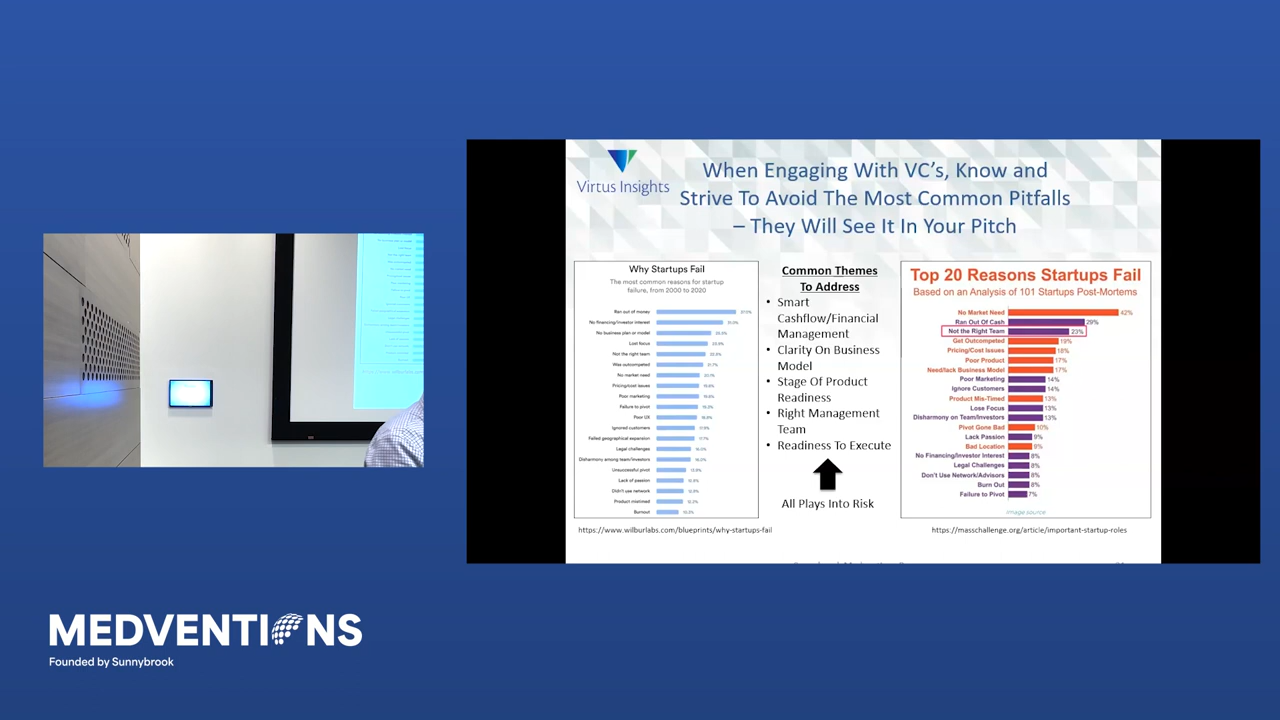 Virtus Insights
When Engaging With VC's, Know and
Strive To Avoid The Most Common Pitfalls
– They Will See It In Your Pitch
Why Startups Fail
The most common reasons for startup
failure, from 2000 to 2020
Ran out of money
No financing/investor interest
No business plan or model
Lost focus
Not the right team
Was outcompeted
No market need
Pricing/cost issues
Poor marketing
Failure to pivot
Poor UX
Ignored customers
Failed geographical expansion
Legal challenges
Disharmony among team/investors
Unsuccessful pivot
Lack of passion
Didn't use network
Product mistimed
Burnout
https://www.wilburlabs.com/blueprints/why-startups-fail
Common Themes
To Address
• Smart
Cashflow/Financial
Management
• Clarity On Business
Model
• Stage Of Product
Readiness
• Right Management
Team
• Readiness To Execute
All Plays Into Risk
Top 20 Reasons Startups Fail
Based on an Analysis of 101 Startups Post-Mortems
No Market Need 42%
Ran Out Of Cash 29%
Not the Right Team 23%
Get Outcompeted 19%
Pricing/Cost Issues 18%
Poor Product 17%
Need/lack Business Model 17%
Poor Marketing 14%
Ignore Customers 14%
Product Mis-Timed 13%
Lose Focus 13%
Disharmony on Team/Investors 13%
Pivot Gone Bad 10%
Lack Passion 9%
Bad Location 9%
No Financing/Investor Interest 8%
Legal Challenges 8%
Don't Use Network/Advisors 8%
Burn Out 8%
Failure to Pivot 7%
Image source
https://masschallenge.org/article/important-startup-roles
MEDVENTIONS
Founded by Sunnybrook